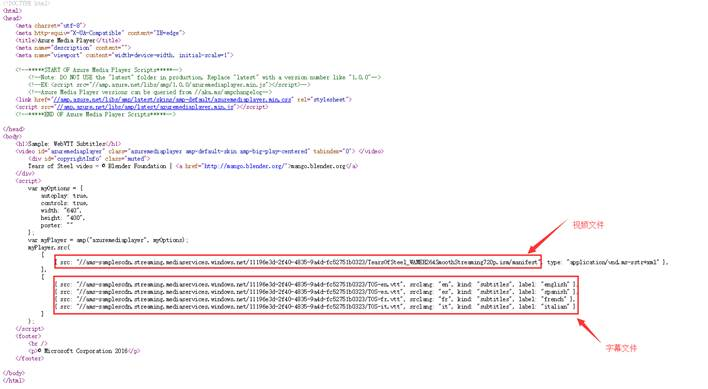 <!DOCTYPE html>
<html>
<head>
<meta charset="utf-8">
<meta http-equiv="X-UA-Compatible" content="IE=edge">
<title>Azure Media Player</title>
<meta name="description" content="">
<meta name="viewport" content="width=device-width, initial-scale=1">
<!--*****START OF Azure Media Player Scripts*****-->
<!--Note: DO NOT USE the "latest" folder in production. Replace "latest" with a version number like "1.0.0"-->
<!--EX:<script src="//amp.azure.net/libs/amp/1.0.0/azuremediaplayer.min.js"></script>-->
<!--Azure Media Player versions can be queried from //aka.ms/ampchangelog-->
<link href="//amp.azure.net/libs/amp/latest/skins/amp-default/azuremediaplayer.min.css" rel="stylesheet">
<script src="//amp.azure.net/libs/amp/latest/azuremediaplayer.min.js"></script>
<!--*****END OF Azure Media Player Scripts*****-->
</head>
<body>
<h1>Sample: WebVTT Subtitles</h1>
<video id="azuremediaplayer" class="azuremediaplayer amp-default-skin amp-big-play-centered" tabindex="0"> </video>
<div id="copyrightInfo" class="muted">
Tears of Steel video - © Blender Foundation | <a href="http://mango.blender.org/">mango.blender.org</a>
</div>
<script>
var myOptions = {
autoplay: true,
controls: true,
width: "640",
height: "400",
poster: ""
};
var myPlayer = amp("azuremediaplayer", myOptions);
myPlayer.src(
[
视频文件
{ src: "//ams-samplescdn.streaming.mediaservices.windows.net/11196e3d-2f40-4835-9a4d-fc52751b0323/TearsOfSteel_WAMEH264SmoothStreaming720p.ism/manifest", type: "application/vnd.ms-sstr+xml" },
],
[
{ src: "//ams-samplescdn.streaming.mediaservices.windows.net/11196e3d-2f40-4835-9a4d-fc52751b0323/TOS-en.vtt", srclang: "en", kind: "subtitles", label: "english" },
{ src: "//ams-samplescdn.streaming.mediaservices.windows.net/11196e3d-2f40-4835-9a4d-fc52751b0323/TOS-es.vtt", srclang: "es", kind: "subtitles", label: "spanish" },
{ src: "//ams-samplescdn.streaming.mediaservices.windows.net/11196e3d-2f40-4835-9a4d-fc52751b0323/TOS-fr.vtt", srclang: "fr", kind: "subtitles", label: "french" },
{ src: "//ams-samplescdn.streaming.mediaservices.windows.net/11196e3d-2f40-4835-9a4d-fc52751b0323/TOS-it.vtt", srclang: "it", kind: "subtitles", label: "italian" }
]
);
</script>
<footer>
字幕文件
<br />
<p>© Microsoft Corporation 2016</p>
</footer>
</body>
</html>